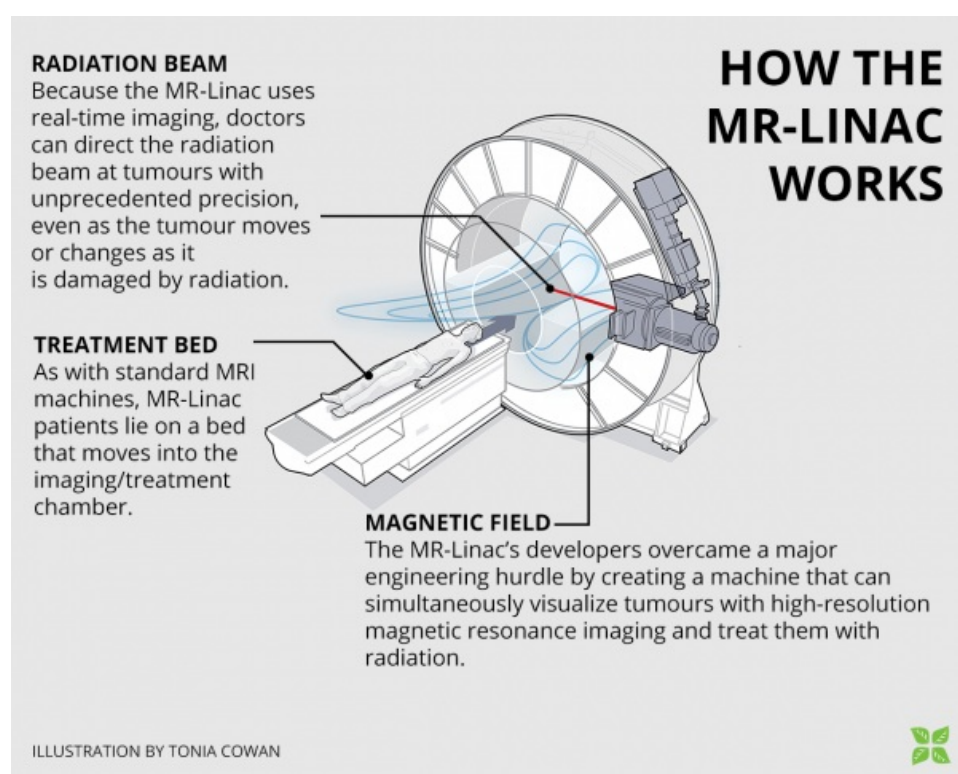 HOW THE
MR-LINAC
WORKS
RADIATION BEAM
Because the MR-Linac uses
real-time imaging, doctors
can direct the radiation
beam at tumours with
unprecedented precision,
even as the tumour moves
or changes as it
is damaged by radiation.
TREATMENT BED
As with standard MRI
machines, MR-Linac
patients lie on a bed
that moves into the
imaging/treatment
chamber.
MAGNETIC FIELD
The MR-Linac’s developers overcame a major
engineering hurdle by creating a machine that can
simultaneously visualize tumours with high-resolution
magnetic resonance imaging and treat them with
radiation.
ILLUSTRATION BY TONIA COWAN